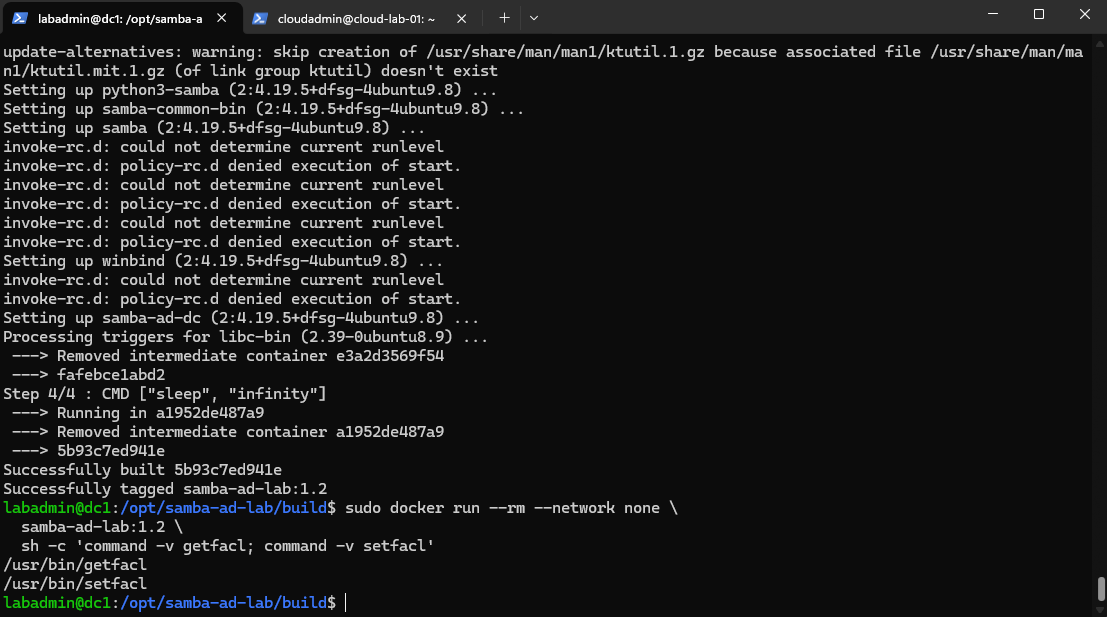 labadmin@dc1: /opt/samba-a
cloudadmin@cloud-lab-01: ~
update-alternatives: warning: skip creation of /usr/share/man/man1/ktutil.1.gz because associated file /usr/share/man/ma
n1/ktutil.mit.1.gz (of link group ktutil) doesn't exist
Setting up python3-samba (2:4.19.5+dfsg-4ubuntu9.8) ...
Setting up samba-common-bin (2:4.19.5+dfsg-4ubuntu9.8) ...
Setting up samba (2:4.19.5+dfsg-4ubuntu9.8) ...
invoke-rc.d: could not determine current runlevel
invoke-rc.d: policy-rc.d denied execution of start.
invoke-rc.d: could not determine current runlevel
invoke-rc.d: policy-rc.d denied execution of start.
invoke-rc.d: could not determine current runlevel
invoke-rc.d: policy-rc.d denied execution of start.
Setting up winbind (2:4.19.5+dfsg-4ubuntu9.8) ...
invoke-rc.d: could not determine current runlevel
invoke-rc.d: policy-rc.d denied execution of start.
Setting up samba-ad-dc (2:4.19.5+dfsg-4ubuntu9.8) ...
Processing triggers for libc-bin (2.39-0ubuntu8.9) ...
 ---> Removed intermediate container e3a2d3569f54
 ---> fafebce1abd2
Step 4/4 : CMD ["sleep", "infinity"]
 ---> Running in a1952de487a9
 ---> Removed intermediate container a1952de487a9
 ---> 5b93c7ed941e
Successfully built 5b93c7ed941e
Successfully tagged samba-ad-lab:1.2
labadmin@dc1:/opt/samba-ad-lab/build$ sudo docker run --rm --network none \
  samba-ad-lab:1.2 \
  sh -c 'command -v getfacl; command -v setfacl'
/usr/bin/getfacl
/usr/bin/setfacl
labadmin@dc1:/opt/samba-ad-lab/build$